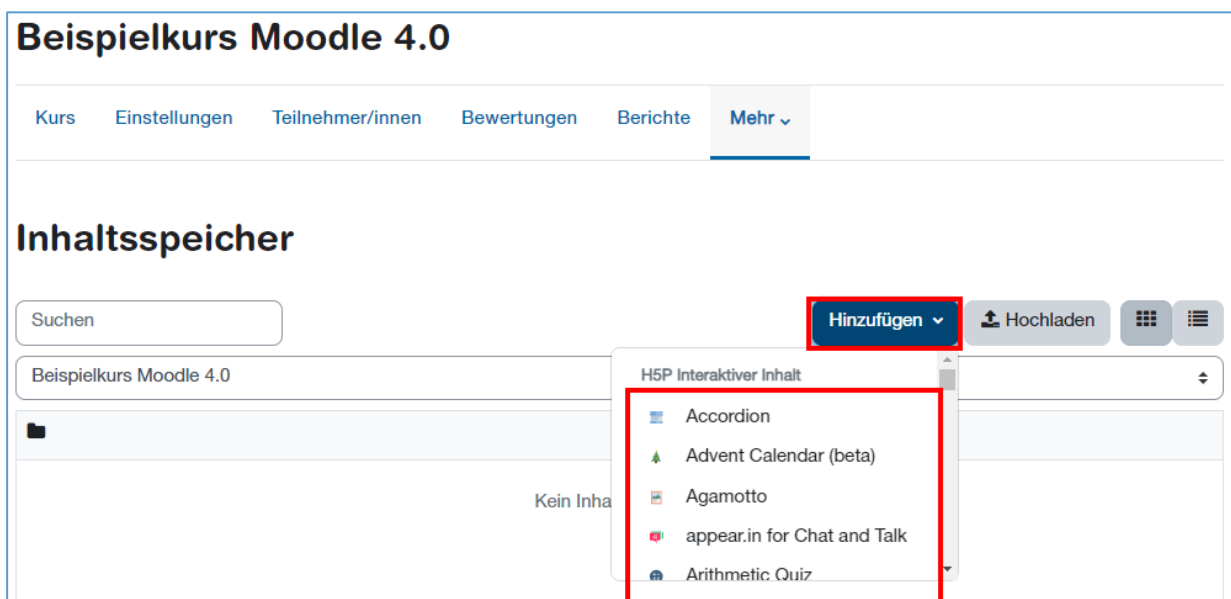 Beispielkurs Moodle 4.0
Kurs Einstellungen Teilnehmer/innen Bewertungen Berichte Mehr
Inhaltsspeicher
Suchen Hinzufügen Hochladen
Beispielkurs Moodle 4.0
H5P Interaktiver Inhalt
Accordion
Advent Calendar (beta)
Agamotto
Kein Inha
appear.in for Chat and Talk
Arithmetic Quiz